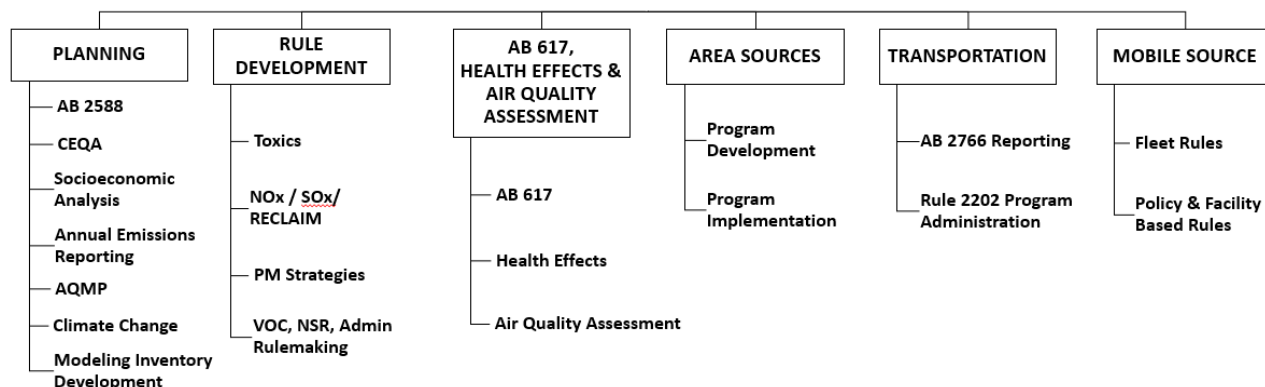 PLANNING
AB 2588
CEQA
Socioeconomic
Analysis
Annual Emissions
Reporting
AQMP
Climate Change
Modeling Inventory
Development
RULE
DEVELOPMENT
Toxics
NOx / SOx/
RECLAIM
PM Strategies
VOC, NSR, Admin
Rulemaking
AB 617,
HEALTH EFFECTS &
AIR QUALITY
ASSESSMENT
AB 617
Health Effects
Air Quality Assessment
AREA SOURCES
Program
Development
Program
Implementation
TRANSPORTATION
AB 2766 Reporting
Rule 2202 Program
Administration
MOBILE SOURCE
Fleet Rules
Policy & Facility
Based Rules